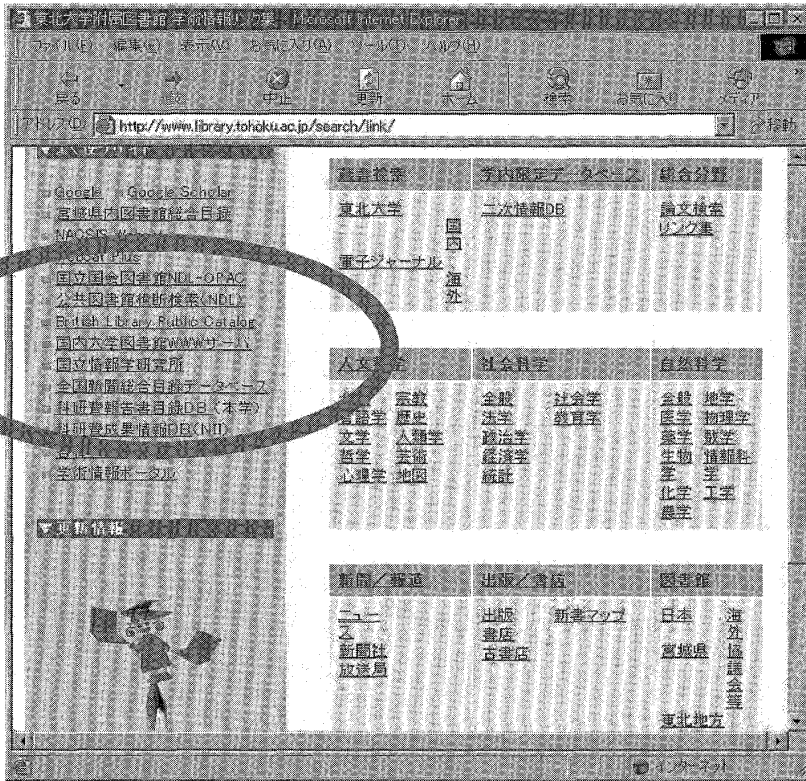 東北大学附属図書館 学術情報リンク集 - Microsoft Internet Explorer
ファイル(F) 編集(E) 表示(V) お気に入り(A) ツール(T) ヘルプ(H)
戻る 中止 更新 ホーム 検索 お気に入り メディア
アドレス(D) http://www.library.tohoku.ac.jp/search/link/ 移動
Google Google Scholar
宮城県内図書館総合目録
NACSIS
Webcat Plus
国立国会図書館NDL-OPAC
公共図書館横断検索(NDL)
British Library Public Catalog
国内大学図書館WWWサーバ
国立情報学研究所
全国新聞総合目録データベース
科研費報告書目録DB(本学)
科研費成果情報DB(NII)
学術情報ポータル
▼更新情報
蔵書検索 学内限定データベース 総合分野
東北大学 国内
電子ジャーナル 海外
二次情報DB
論文検索
リンク集
人文科学 社会科学 自然科学
宗教
言語学 歴史
文学 人類学
哲学 芸術
心理学 地図
全般 社会学
法学 教育学
政治学
経済学
統計
全般 地学
医学 物理学
薬学 数学
生物学 情報科学
化学 工学
農学
新聞/報道 出版/書店 図書館
ニュース
新聞社
放送局
出版 新書マップ
書店
古書店
日本 海外
宮城県 協議会等
東北地方
インターネット